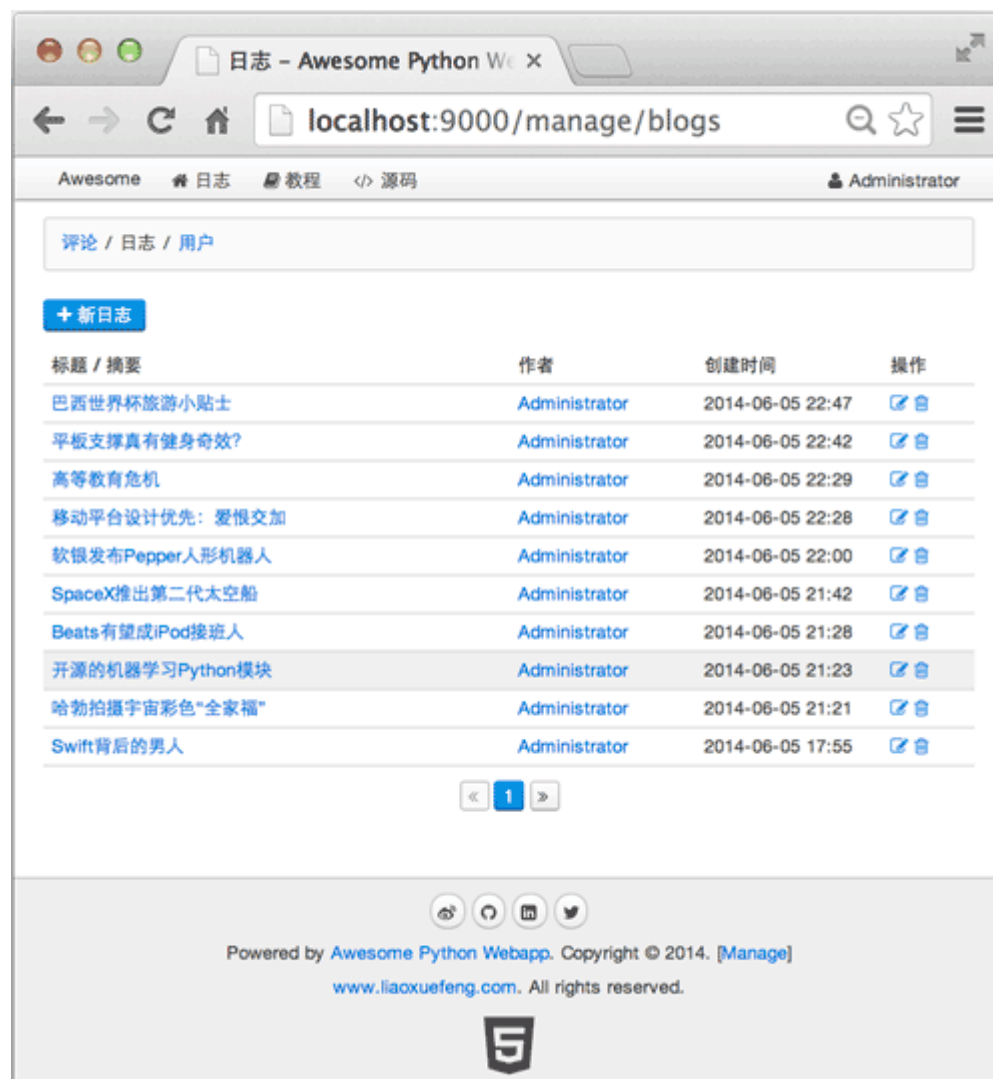 日志 – Awesome Python We
localhost:9000/manage/blogs
Awesome 日志 教程 源码 Administrator
评论 / 日志 / 用户
+ 新日志
标题 / 摘要 作者 创建时间 操作
巴西世界杯旅游小贴士 Administrator 2014-06-05 22:47
平板支撑真有健身奇效? Administrator 2014-06-05 22:42
高等教育危机 Administrator 2014-06-05 22:29
移动平台设计优先：爱恨交加 Administrator 2014-06-05 22:28
软银发布Pepper人形机器人 Administrator 2014-06-05 22:00
SpaceX推出第二代太空船 Administrator 2014-06-05 21:42
Beats有望成iPod接班人 Administrator 2014-06-05 21:28
开源的机器学习Python模块 Administrator 2014-06-05 21:23
哈勃拍摄宇宙彩色“全家福” Administrator 2014-06-05 21:21
Swift背后的男人 Administrator 2014-06-05 17:55
« 1 »
Powered by Awesome Python Webapp. Copyright © 2014. [Manage]
www.liaoxuefeng.com. All rights reserved.